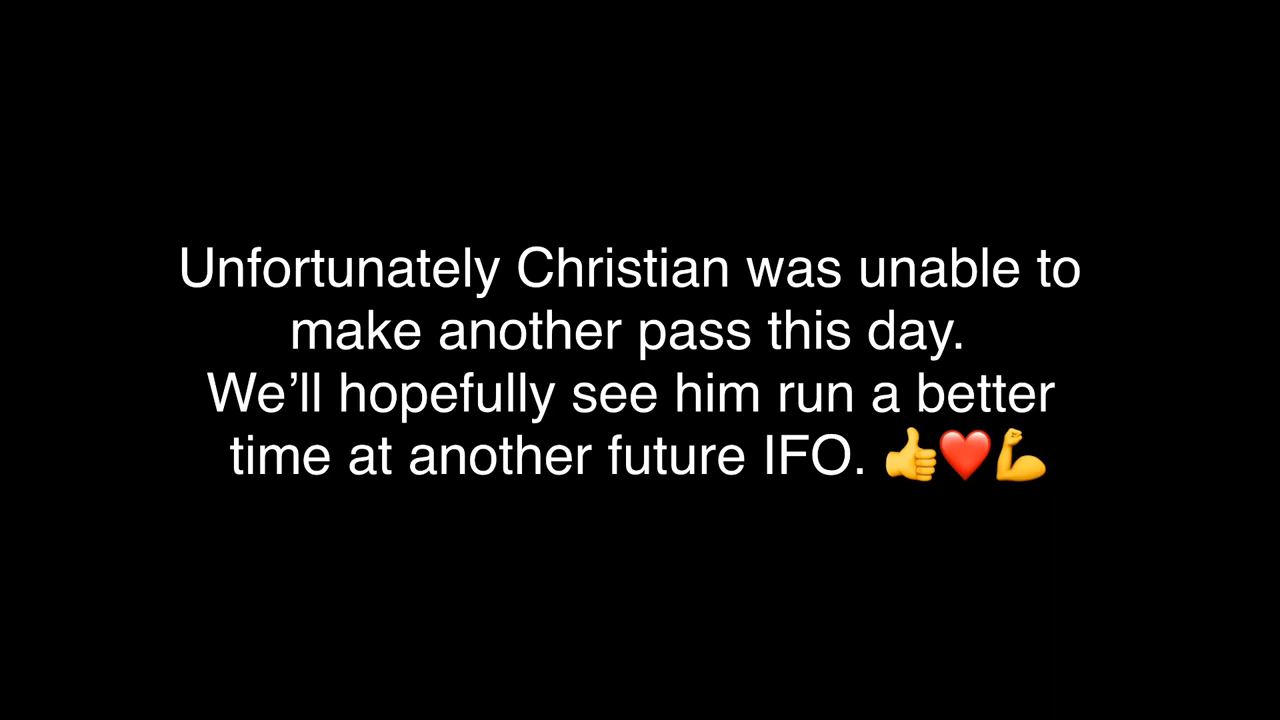 Unfortunately Christian was unable to
make another pass this day.
We’ll hopefully see him run a better
time at another future IFO. 👍❤️💪